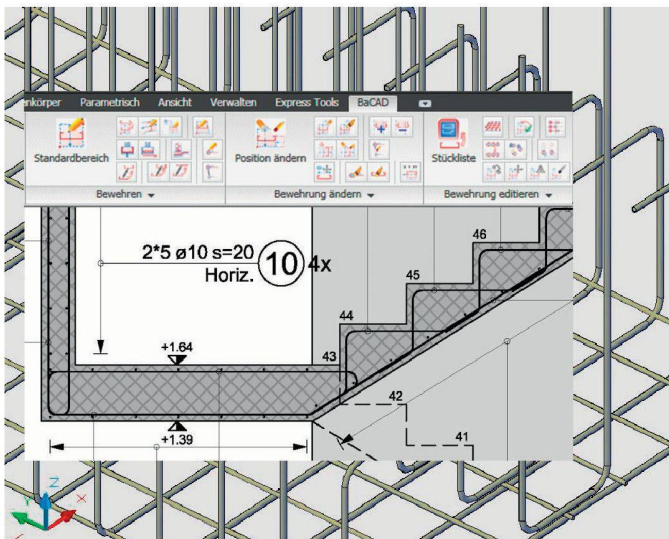 Parametrisch Ansicht Verwalten Express Tools BaCAD
Standardbereich Position ändern Stückliste
Bewehren Bewehrung ändern Bewehrung editieren
2*5 ø10 s=20
Horiz.
10 4x
46
45
44
43
+1.64
42
41
+1.39
Z
Y X